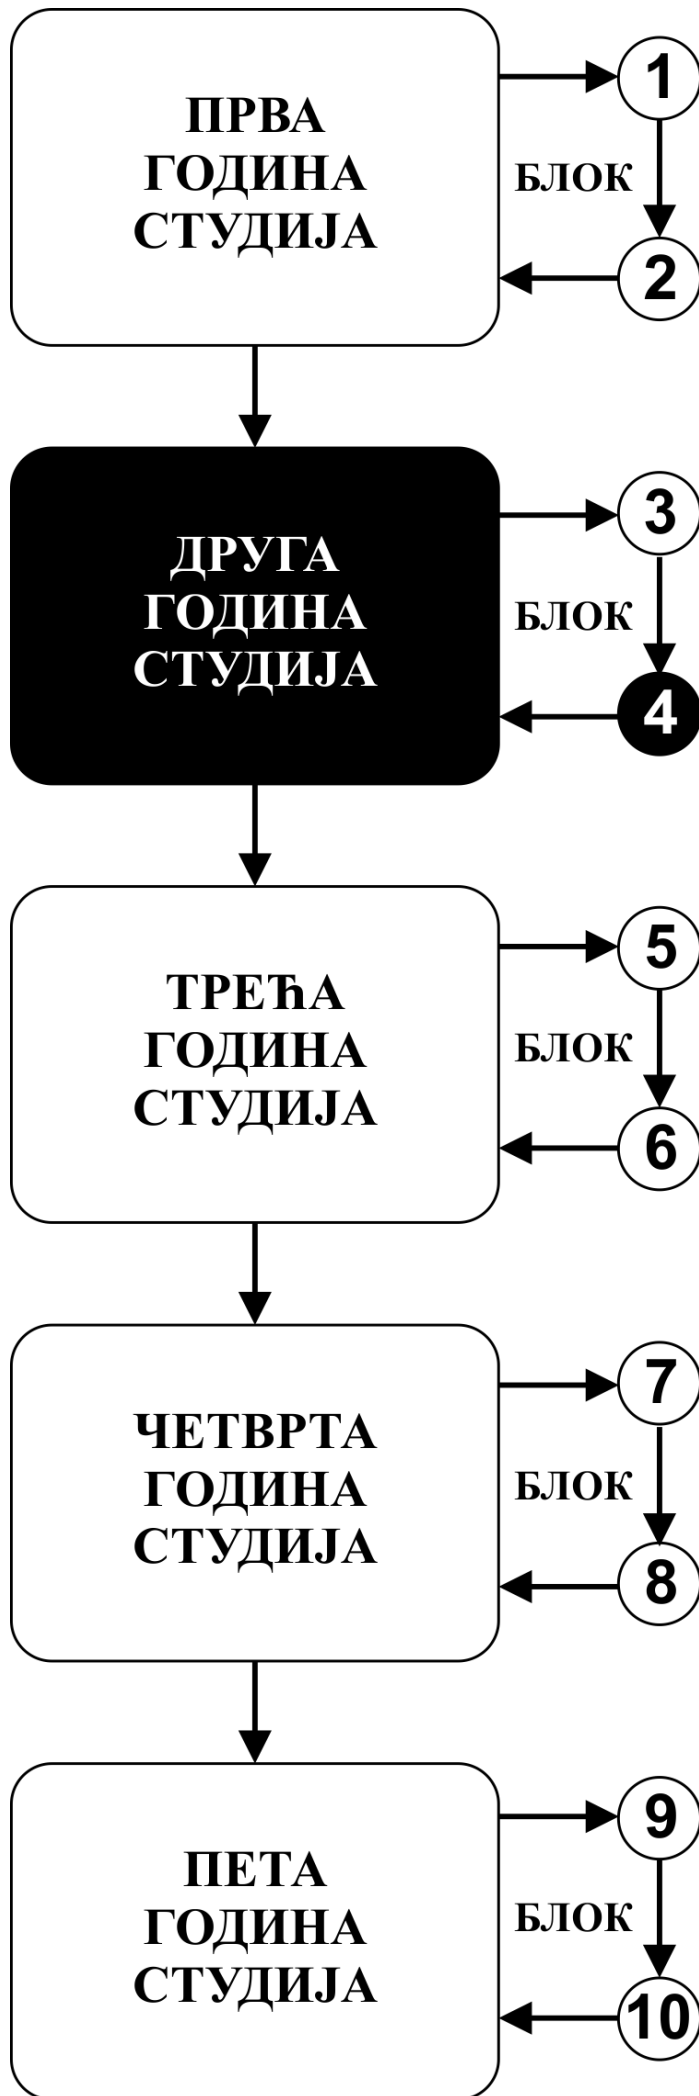 ПРВА
ГОДИНА
СТУДИЈА
1
БЛОК
2
ДРУГА
ГОДИНА
СТУДИЈА
3
БЛОК
4
ТРЕЋА
ГОДИНА
СТУДИЈА
5
БЛОК
6
ЧЕТВРТА
ГОДИНА
СТУДИЈА
7
БЛОК
8
ПЕТА
ГОДИНА
СТУДИЈА
9
БЛОК
10